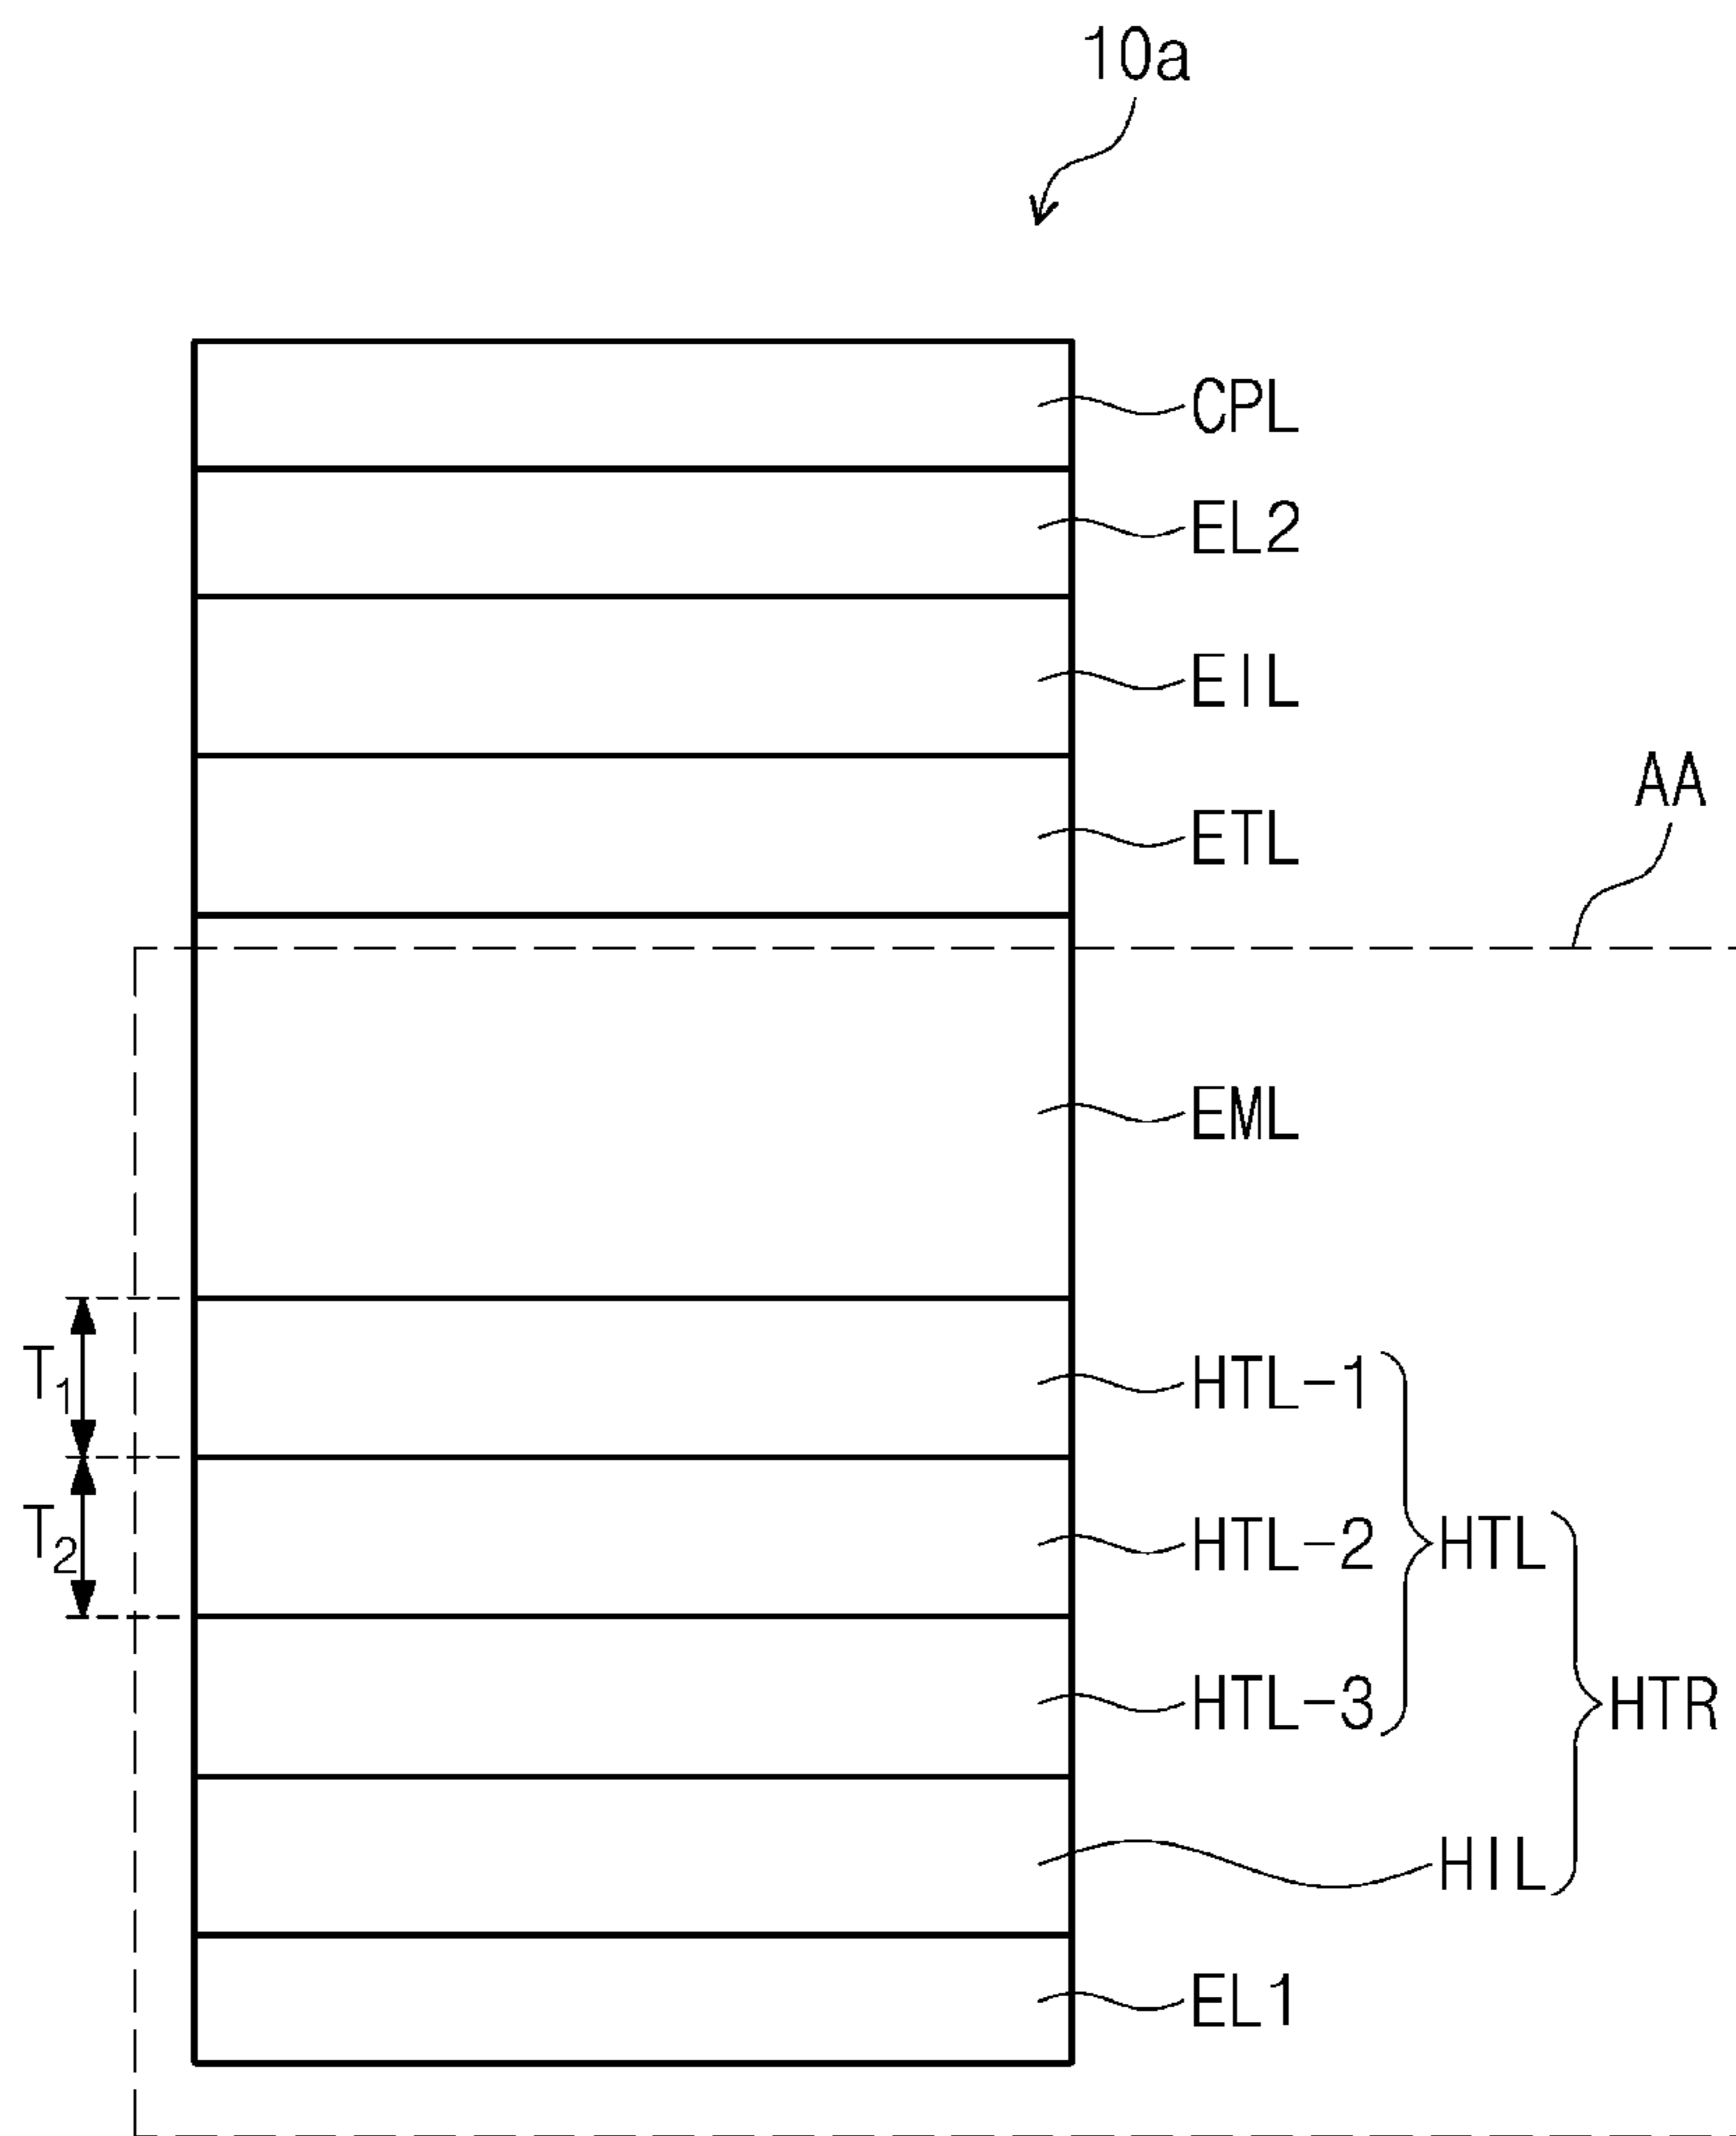 10a
CPL
EL2
EIL
ETL
AA
EML
T1
HTL-1
T2
HTL-2
HTL
HTL-3
HTR
HIL
EL1